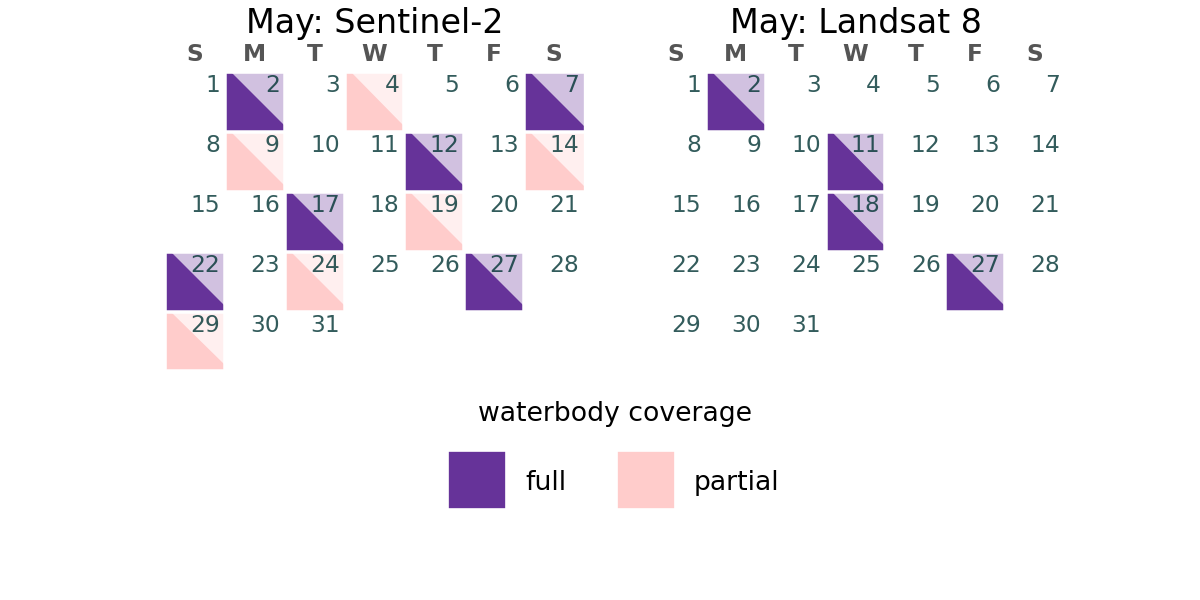 May: Sentinel-2
S M T W T F S
1 2 3 4 5 6 7
8 9 10 11 12 13 14
15 16 17 18 19 20 21
22 23 24 25 26 27 28
29 30 31
May: Landsat 8
S M T W T F S
1 2 3 4 5 6 7
8 9 10 11 12 13 14
15 16 17 18 19 20 21
22 23 24 25 26 27 28
29 30 31
waterbody coverage
full
partial